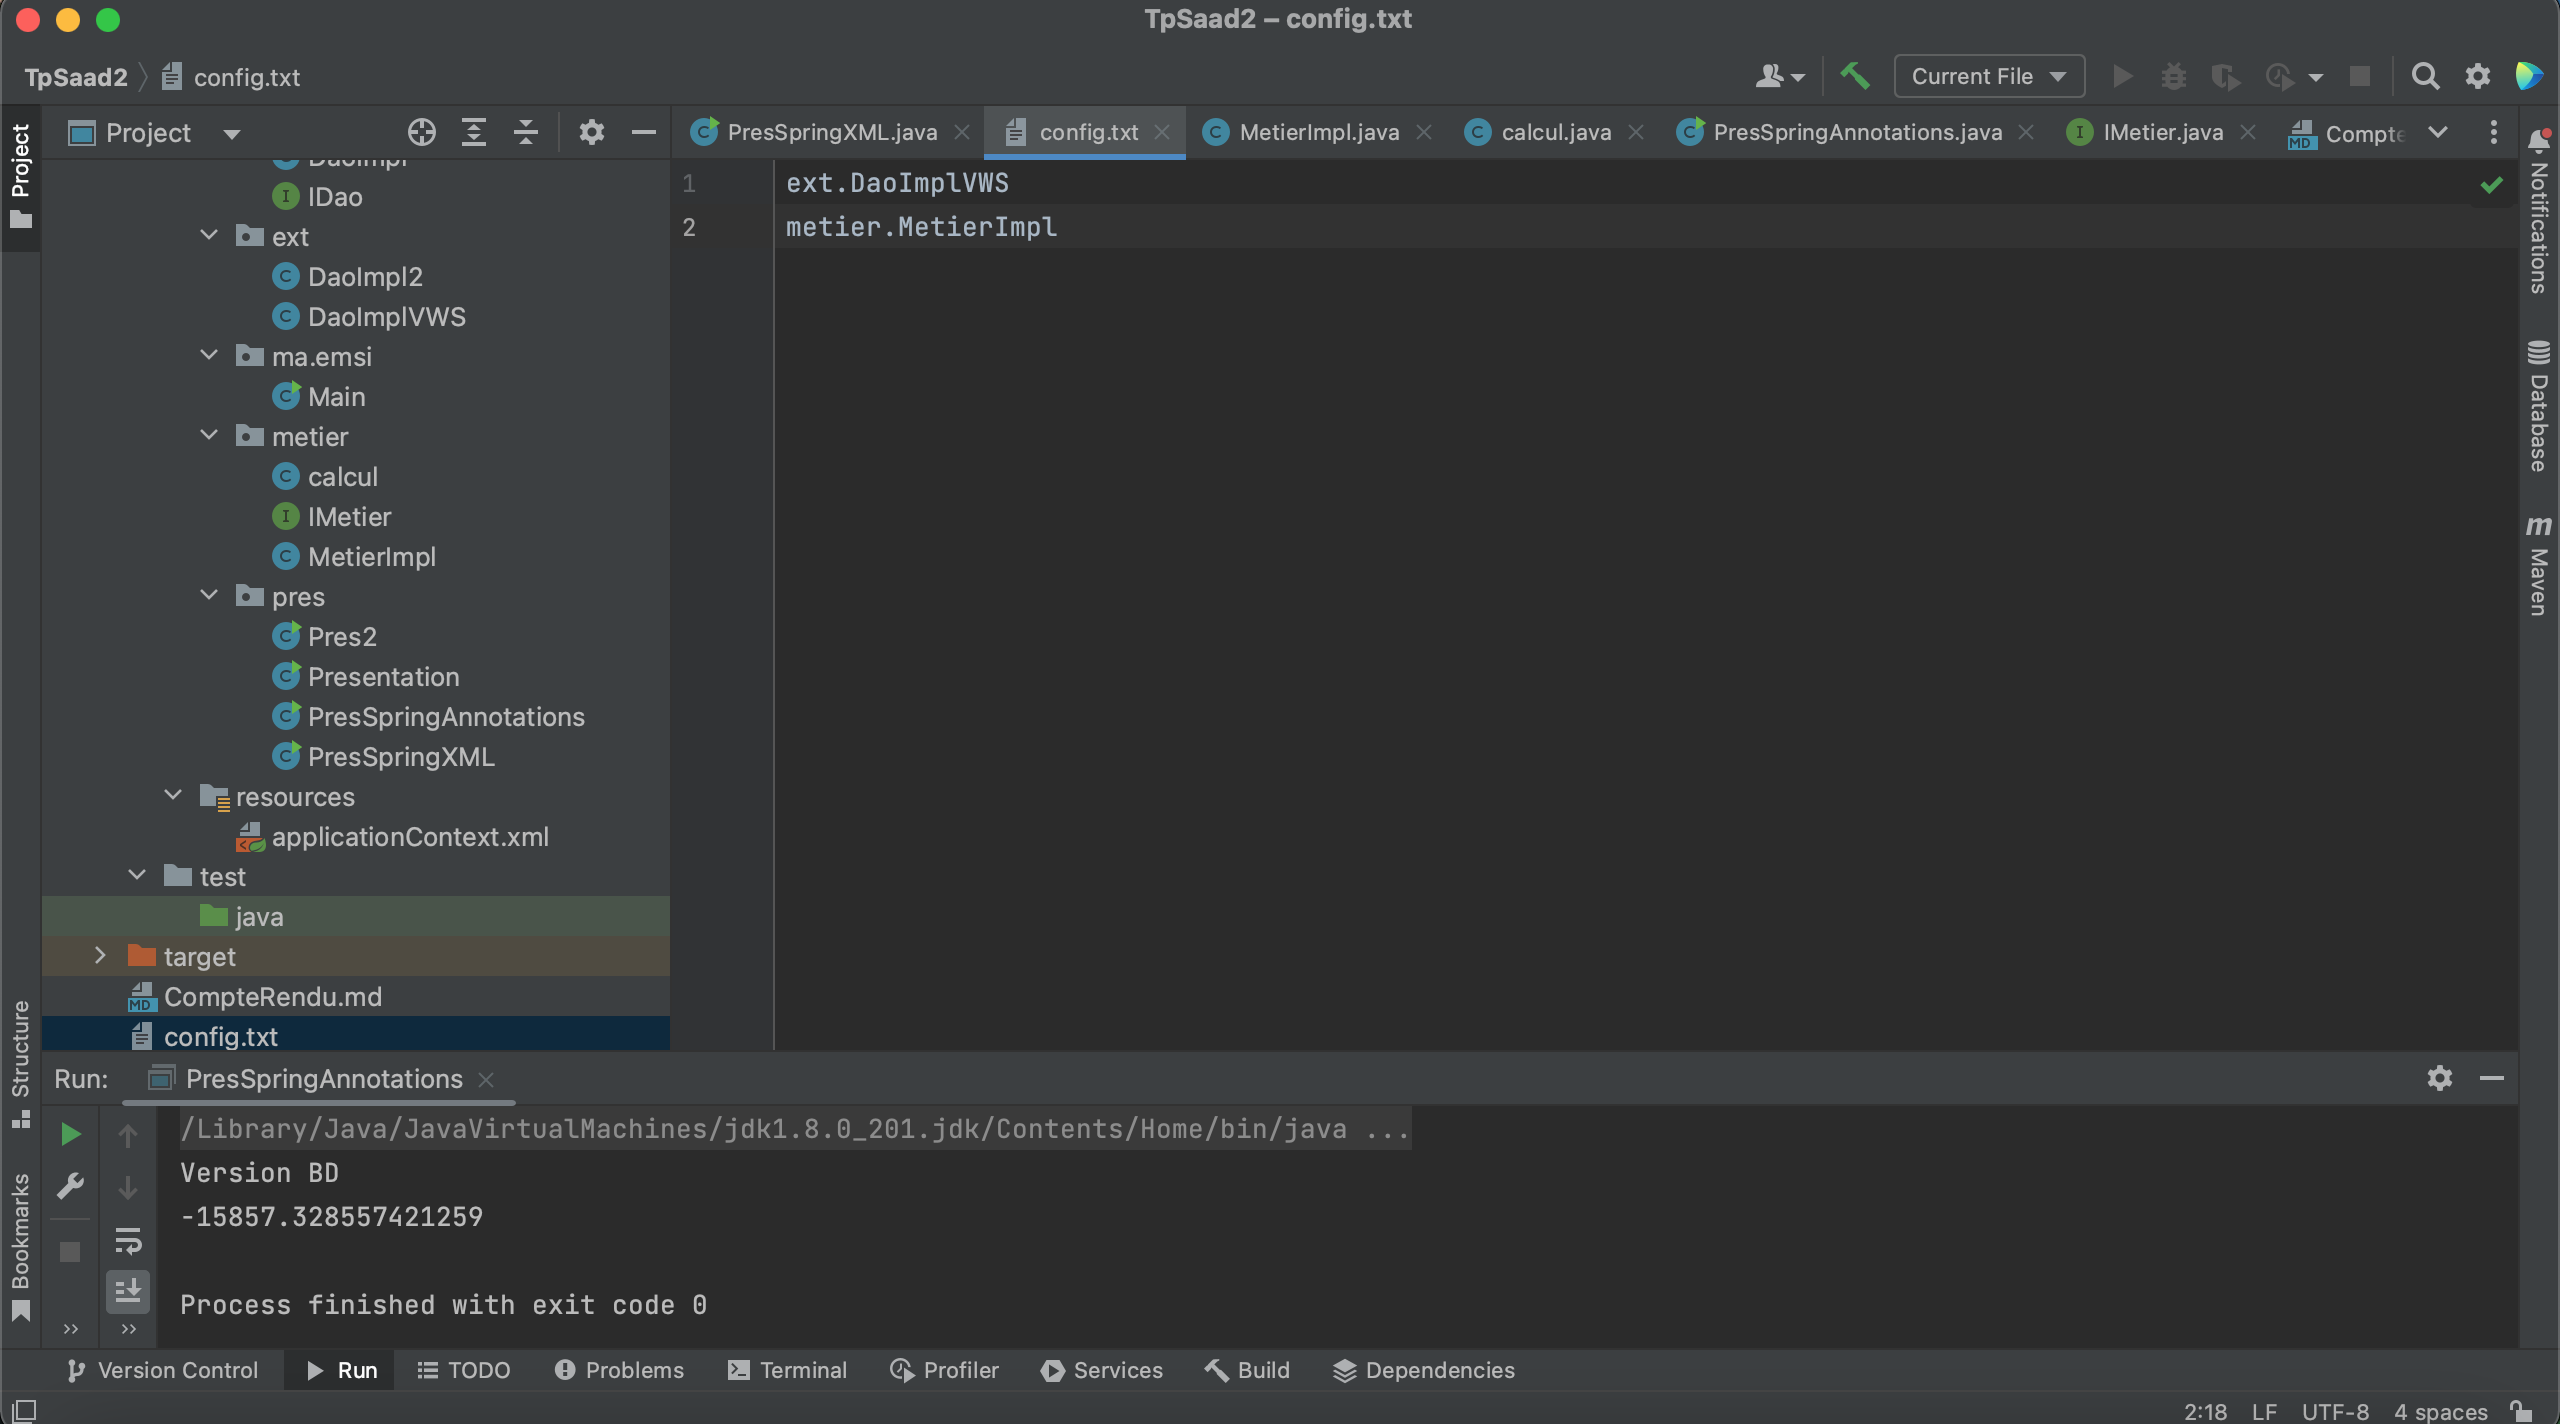 TpSaad2 – config.txt
TpSaad2 config.txt
Current File
Project
PresSpringXML.java
config.txt
MetierImpl.java
calcul.java
PresSpringAnnotations.java
IMetier.java
Compte
Project
Structure
Bookmarks
DaoImpl
IDao
ext
DaoImpl2
DaoImplVWS
ma.emsi
Main
metier
calcul
IMetier
MetierImpl
pres
Pres2
Presentation
PresSpringAnnotations
PresSpringXML
resources
applicationContext.xml
test
java
target
CompteRendu.md
config.txt
1 ext.DaoImplVWS
2 metier.MetierImpl
Notifications
Database
Maven
Run: PresSpringAnnotations
/Library/Java/JavaVirtualMachines/jdk1.8.0_201.jdk/Contents/Home/bin/java ...
Version BD
-15857.328557421259
Process finished with exit code 0
Version Control Run TODO Problems Terminal Profiler Services Build Dependencies
2:18 LF UTF-8 4 spaces